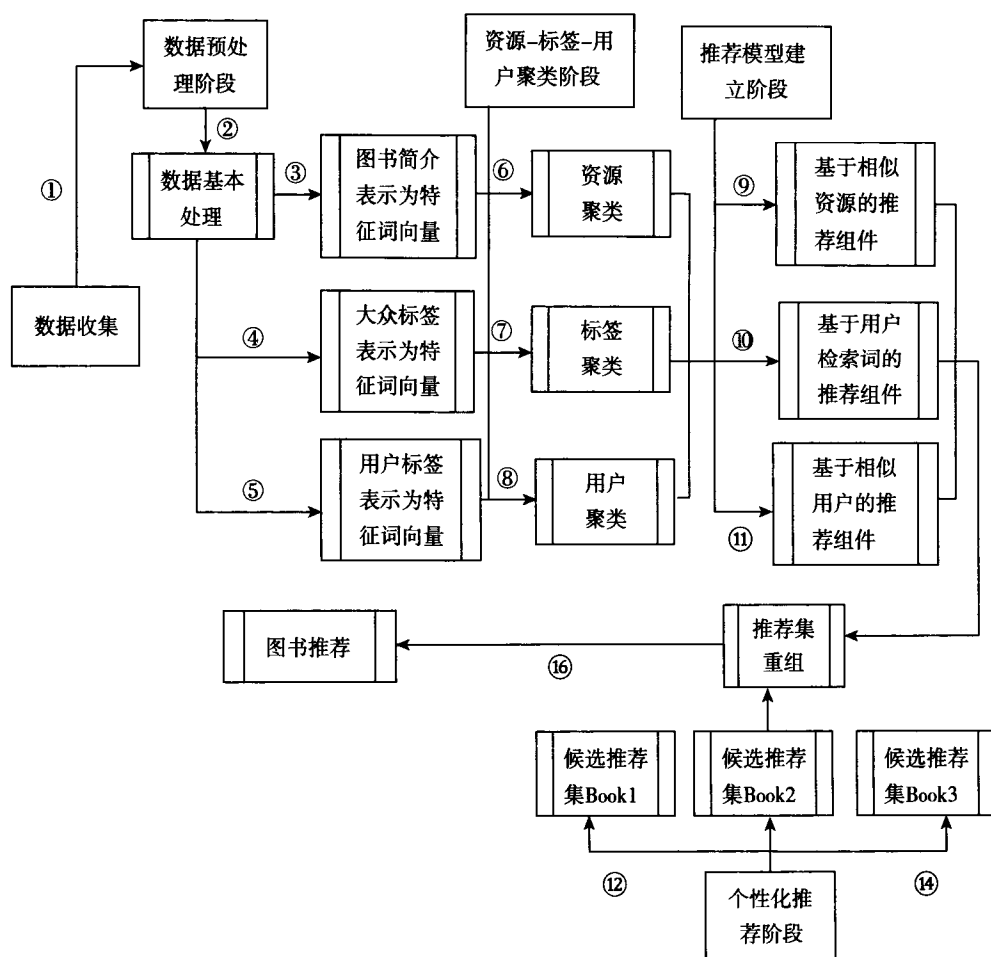 数据预处
理阶段
资源-标签-用
户聚类阶段
推荐模型建
立阶段
①
②
数据基本
处理
③
图书简介
表示为特
征词向量
⑥
资源
聚类
⑨
基于相似
资源的推
荐组件
数据收集
④
大众标签
表示为特
征词向量
⑦
标签
聚类
⑩
基于用户
检索词的
推荐组件
⑤
用户标签
表示为特
征词向量
⑧
用户
聚类
⑪
基于相似
用户的推
荐组件
图书推荐
⑯
推荐集
重组
候选推荐
集Book1
候选推荐
集Book2
候选推荐
集Book3
⑫
⑭
个性化推
荐阶段